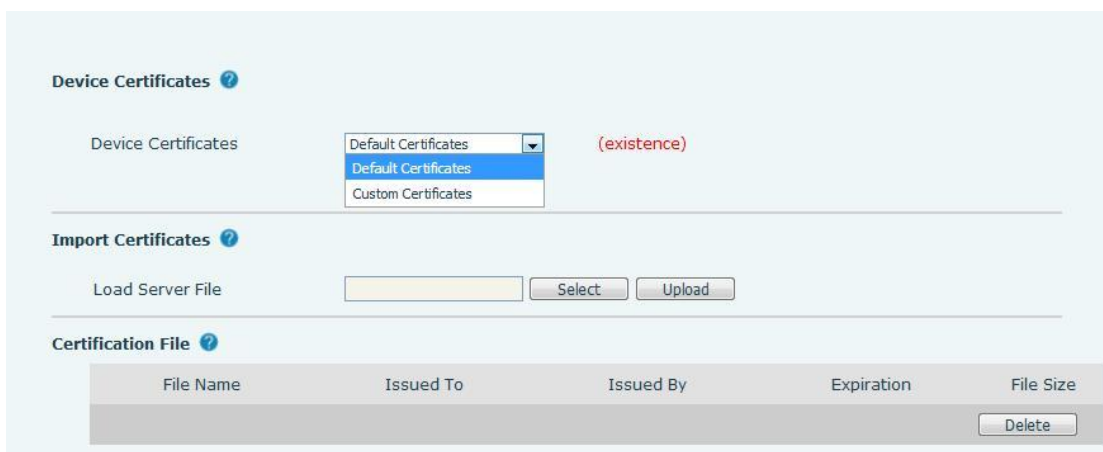 Device Certificates ?
Device Certificates Default Certificates (existence)
Default Certificates
Custom Certificates
Import Certificates ?
Load Server File Select Upload
Certification File ?
File Name Issued To Issued By Expiration File Size
Delete